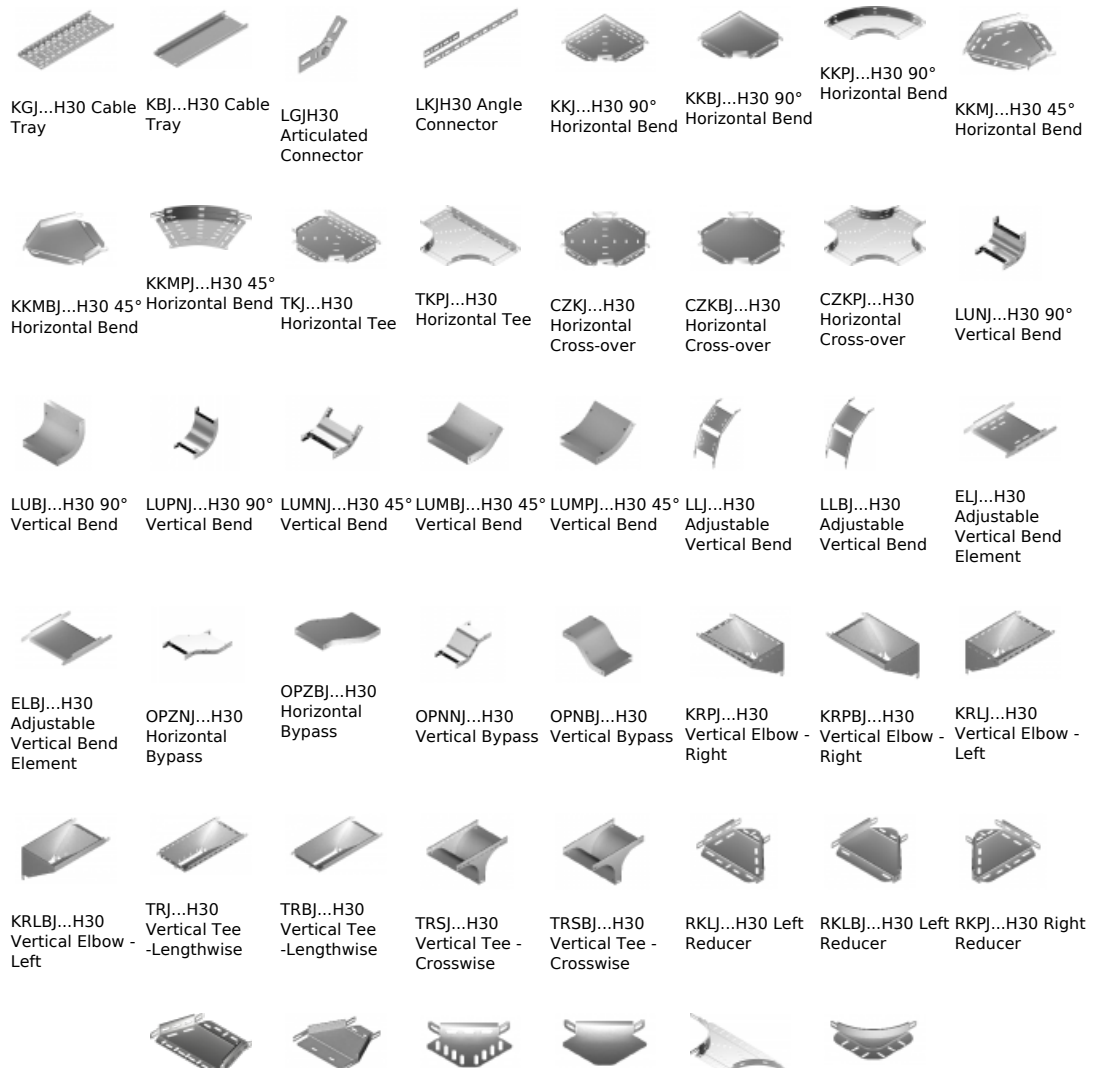 KGJ...H30 Cable
Tray
KBJ...H30 Cable
Tray
LGJH30
Articulated
Connector
LKJH30 Angle
Connector
KKJ...H30 90°
Horizontal Bend
KKBJ...H30 90°
Horizontal Bend
KKPJ...H30 90°
Horizontal Bend
KKMJ...H30 45°
Horizontal Bend
KKMBJ...H30 45°
Horizontal Bend
KKMPJ...H30 45°
Horizontal Bend
TKJ...H30
Horizontal Tee
TKPJ...H30
Horizontal Tee
CZKJ...H30
Horizontal
Cross-over
CZKBJ...H30
Horizontal
Cross-over
CZKPJ...H30
Horizontal
Cross-over
LUNJ...H30 90°
Vertical Bend
LUBJ...H30 90°
Vertical Bend
LUPNJ...H30 90°
Vertical Bend
LUMNJ...H30 45°
Vertical Bend
LUMBJ...H30 45°
Vertical Bend
LUMPJ...H30 45°
Vertical Bend
LLJ...H30
Adjustable
Vertical Bend
LLBJ...H30
Adjustable
Vertical Bend
ELJ...H30
Adjustable
Vertical Bend
Element
ELBJ...H30
Adjustable
Vertical Bend
Element
OPZNJ...H30
Horizontal
Bypass
OPZBJ...H30
Horizontal
Bypass
OPNNJ...H30
Vertical Bypass
OPNBJ...H30
Vertical Bypass
KRPJ...H30
Vertical Elbow -
Right
KRPBJ...H30
Vertical Elbow -
Right
KRLJ...H30
Vertical Elbow -
Left
KRLBJ...H30
Vertical Elbow -
Left
TRJ...H30
Vertical Tee
-Lengthwise
TRBJ...H30
Vertical Tee
-Lengthwise
TRSJ...H30
Vertical Tee -
Crosswise
TRSBJ...H30
Vertical Tee -
Crosswise
RKLJ...H30 Left
Reducer
RKLBJ...H30 Left
Reducer
RKPJ...H30 Right
Reducer